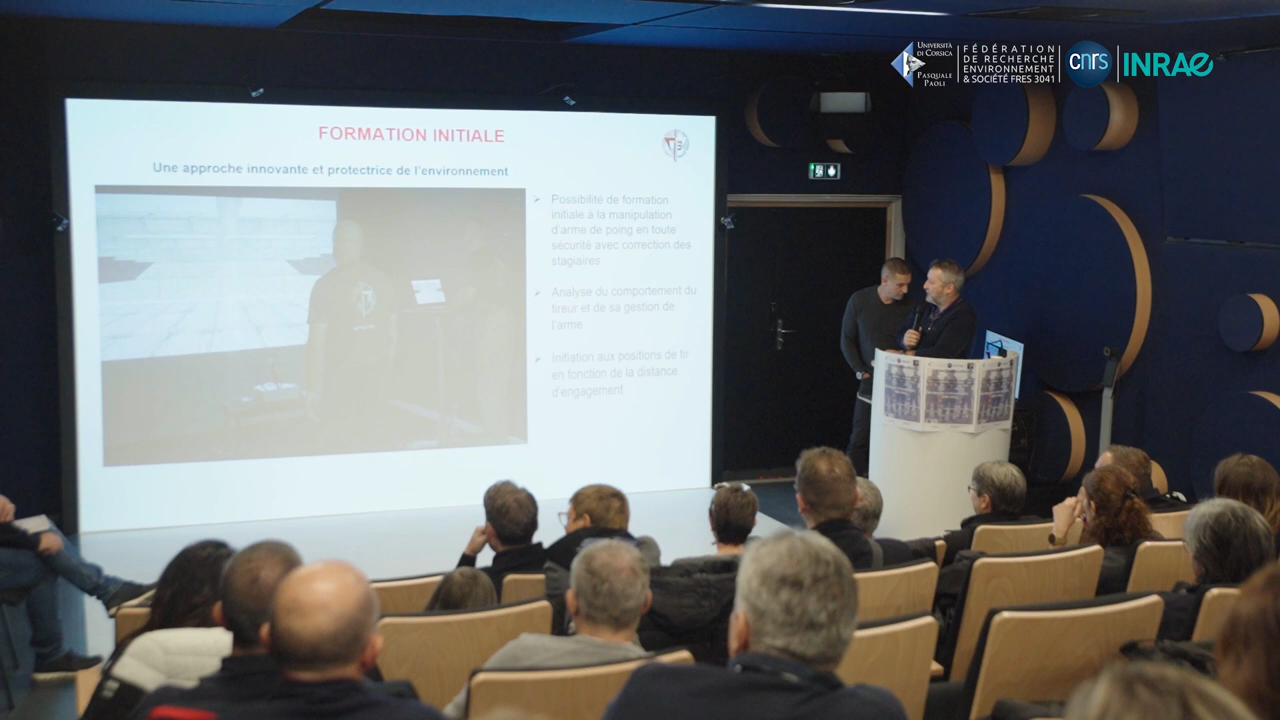 UNIVERSITÀ
DI CORSICA
PASQUALE
PAOLI
FÉDÉRATION
DE RECHERCHE
ENVIRONNEMENT
& SOCIÉTÉ FRES 3041
cnrs
INRAE
FORMATION INITIALE
Une approche innovante et protectrice de l'environnement
➢ Possibilité de formation
initiale à la manipulation
d'arme de poing en toute
sécurité avec correction des
stagiaires
➢ Analyse du comportement du
tireur et de sa gestion de
l'arme
➢ Initiation aux positions de tir
en fonction de la distance
d'engagement